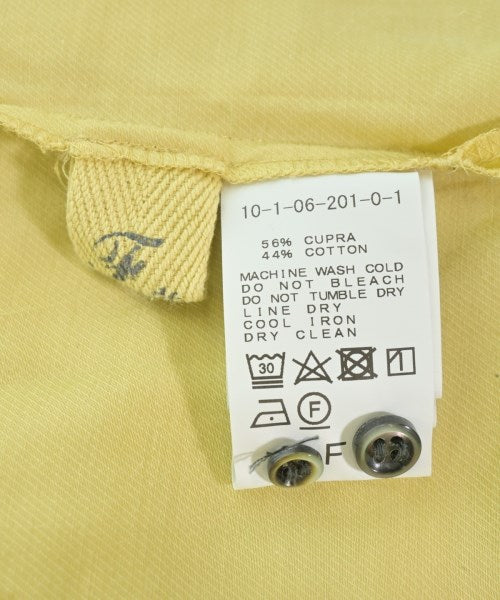 10-1-06-201-0-1
56% CUPRA
44% COTTON
MACHINE WASH COLD
DO NOT BLEACH
DO NOT TUMBLE DRY
LINE DRY
COOL IRON
DRY CLEAN
30
F
F
The